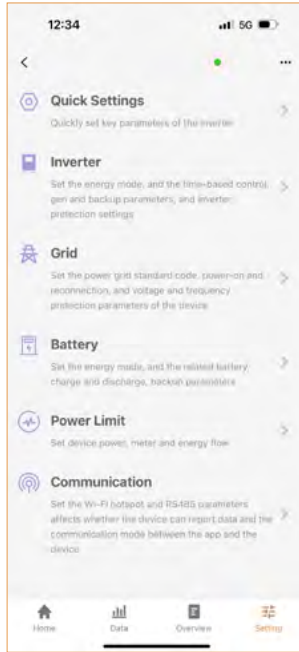 12:34
5G
Quick Settings
Quickly set key parameters of the inverter
Inverter
Set the energy mode, and the time-based control,
gen and backup parameters, and inverter
protection settings
Grid
Set the power grid standard code, power-on and
reconnection, and voltage and frequency
protection parameters of the device
Battery
Set the energy mode, and the related battery
charge and discharge, backup parameters
Power Limit
Set device power, meter and energy flow
Communication
Set the Wi-Fi hotspot and RS485 parameters
affects whether the device can report data and the
communication mode between the app and the
device
Home
Data
Overview
Setting